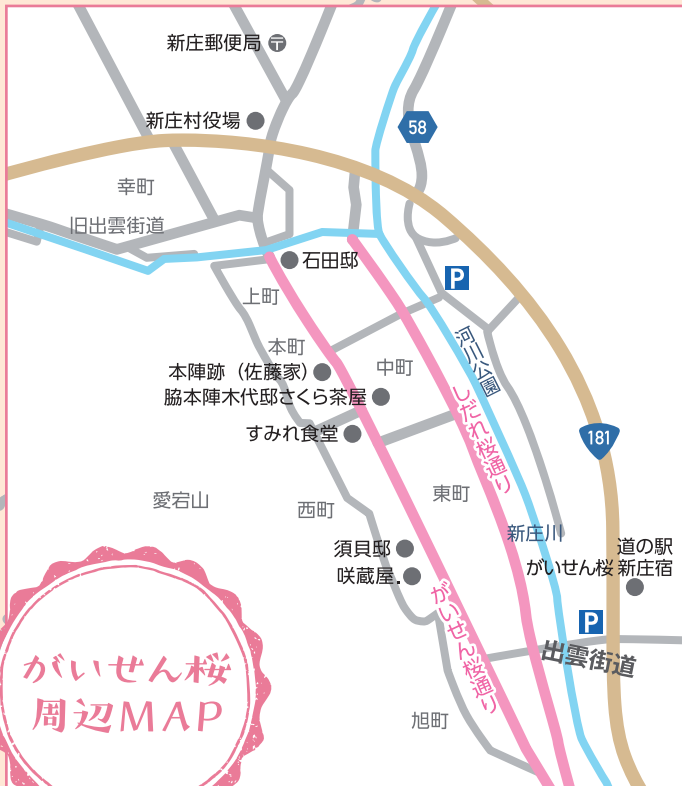 新庄郵便局
新庄村役場
58
幸町
旧出雲街道
石田邸
P
上町
本町
河川公園
中町
本陣跡（佐藤家）
脇本陣木代邸さくら茶屋
しだれ桜通り
すみれ食堂
181
東町
愛宕山
西町
新庄川
道の駅
がいせん桜 新庄宿
須貝邸
咲蔵屋.
がいせん桜通り
P
出雲街道
旭町
がいせん桜
周辺MAP